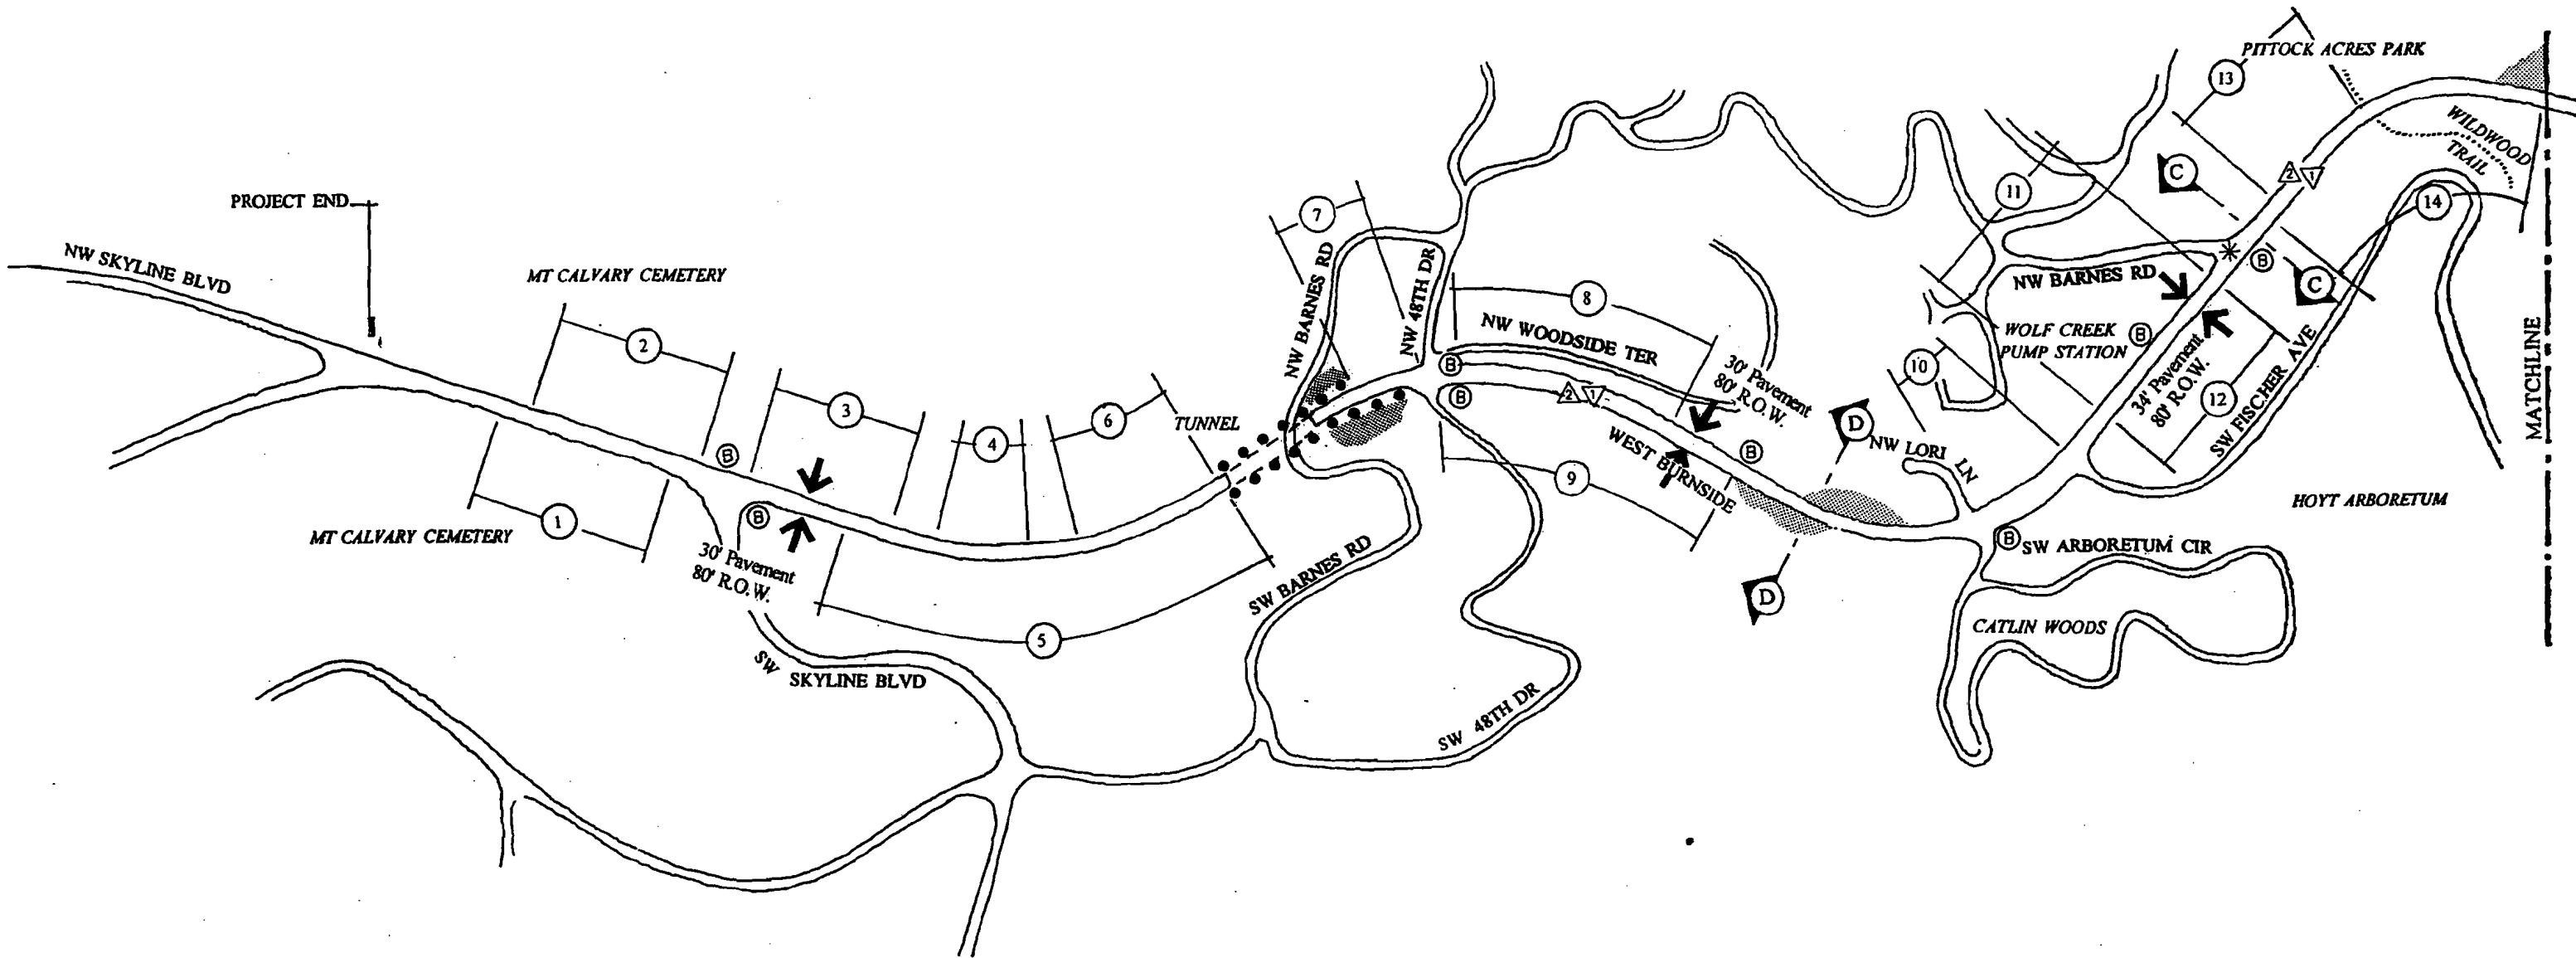 PITTOCK ACRES PARK
13
WILDWOOD
TRAIL
C
2
1
11
14
PROJECT END
7
NW SKYLINE BLVD
MT CALVARY CEMETERY
NW BARNES RD
NW 48TH DR
8
NW BARNES RD
B
C
2
NW WOODSIDE TER
WOLF CREEK
PUMP STATION
B
MATCHLINE
10
34' Pavement
80' R.O.W.
12
SW FISCHER AVE
30' Pavement
80' R.O.W.
B
B
2
1
3
6
TUNNEL
4
D
NW LORI LN
B
B
9
WEST BURNSIDE
HOYT ARBORETUM
1
B
MT CALVARY CEMETERY
30' Pavement
80' R.O.W.
B
SW ARBORETUM CIR
SW BARNES RD
D
5
CATLIN WOODS
SW SKYLINE BLVD
SW 48TH DR